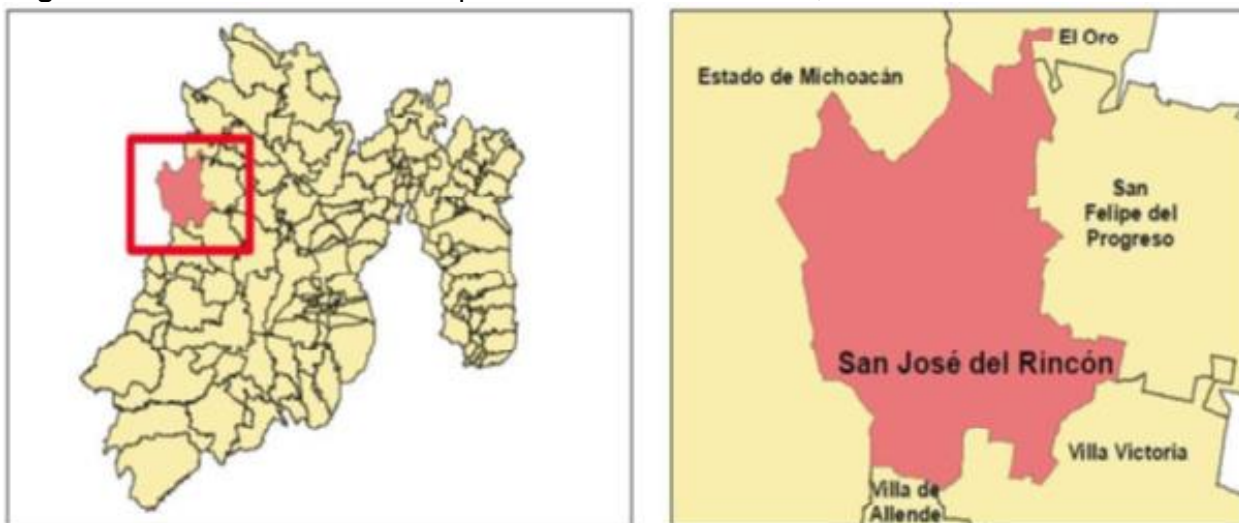 El Oro
Estado de Michoacán
San
Felipe del
Progreso
San José del Rincón
Villa Victoria
Villa de
Allende